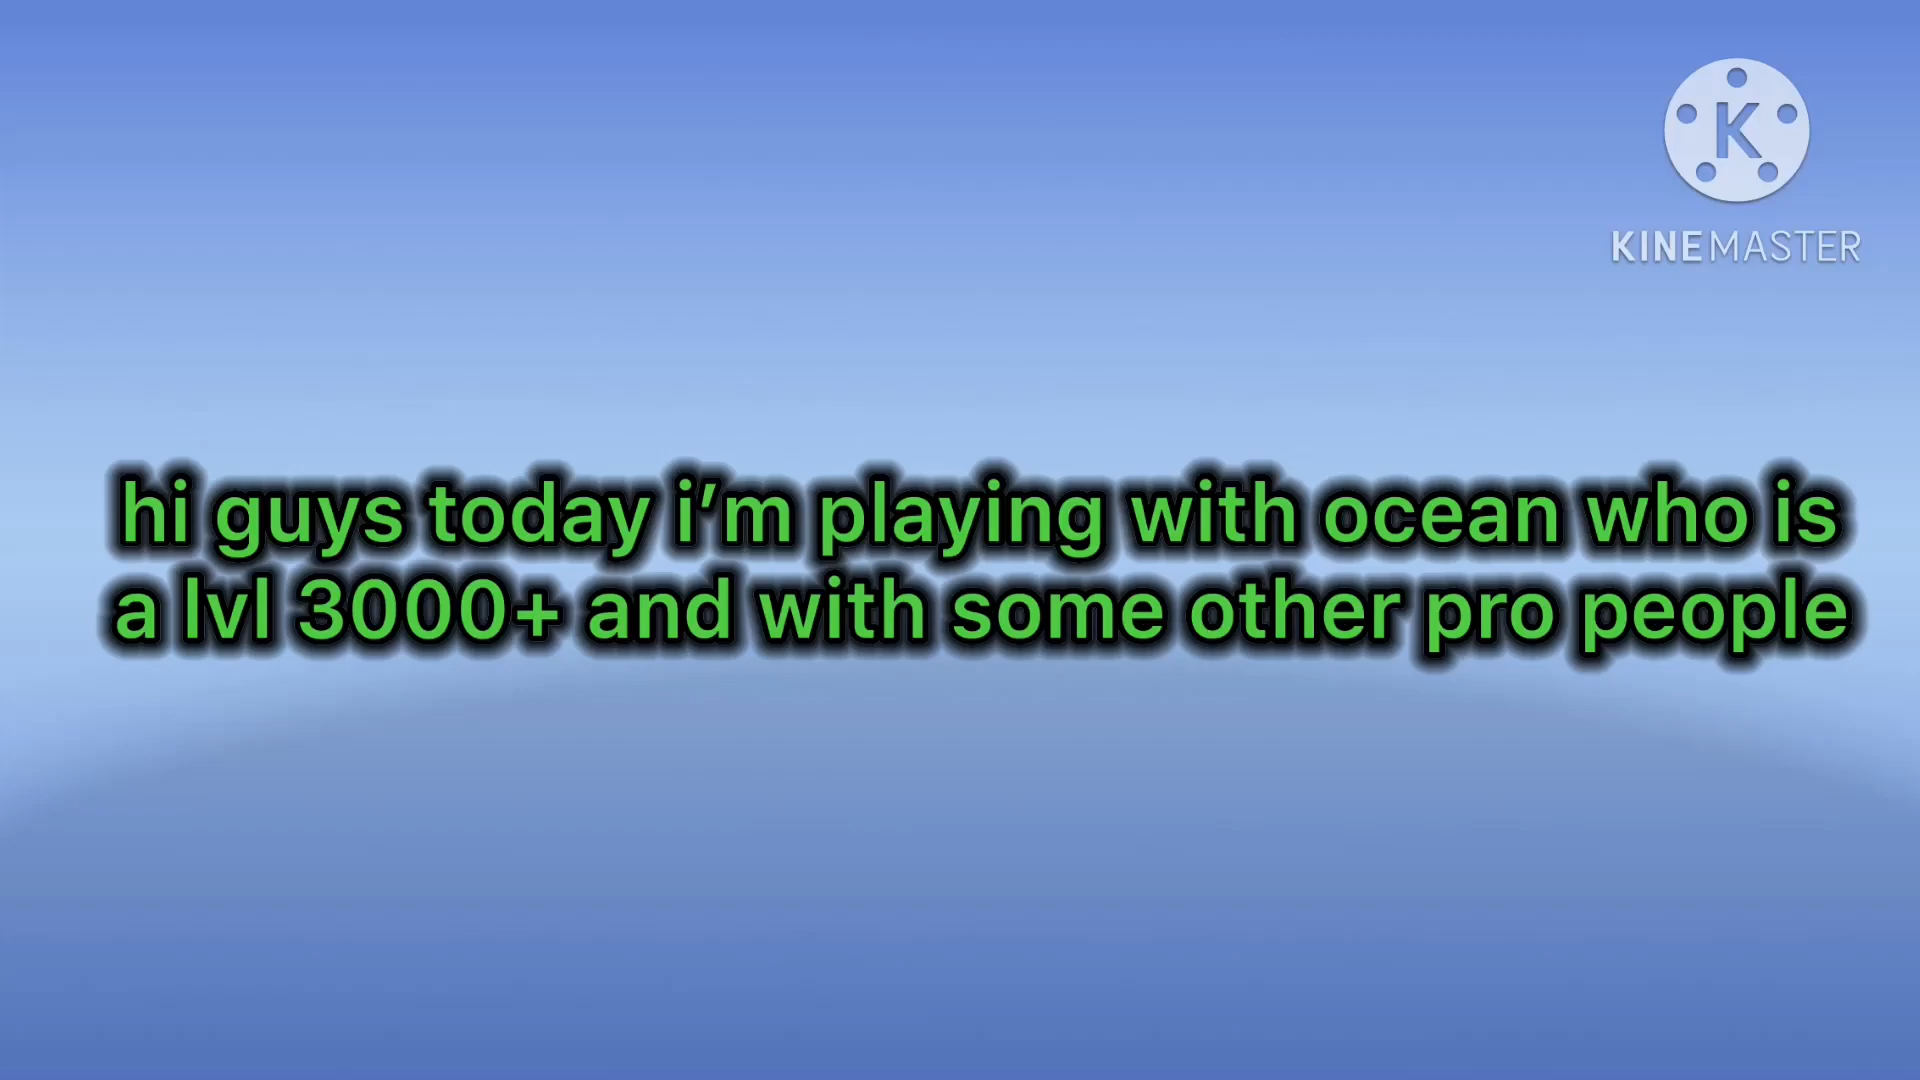 K
KINEMASTER
hi guys today i’m playing with ocean who is
a lvl 3000+ and with some other pro people